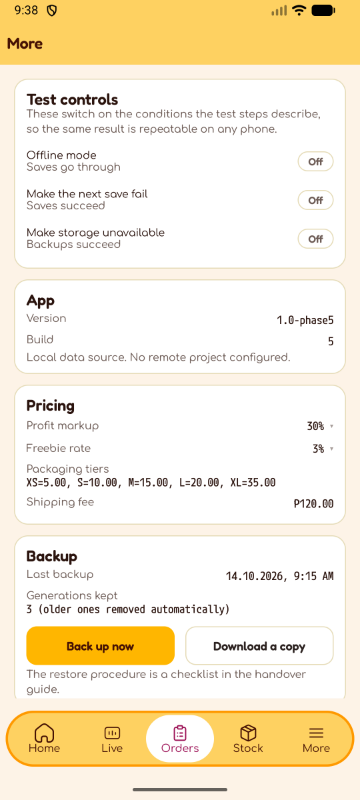 9:38
More
Test controls
These switch on the conditions the test steps describe,
so the same result is repeatable on any phone.
Offline mode
Saves go through
Off
Make the next save fail
Saves succeed
Off
Make storage unavailable
Backups succeed
Off
App
Version 1.0-phase5
Build 5
Local data source. No remote project configured.
Pricing
Profit markup 30%
Freebie rate 3%
Packaging tiers
XS=5.00, S=10.00, M=15.00, L=20.00, XL=35.00
Shipping fee P120.00
Backup
Last backup 14.10.2026, 9:15 AM
Generations kept
3 (older ones removed automatically)
Back up now Download a copy
The restore procedure is a checklist in the handover
guide.
Home Live Orders Stock More